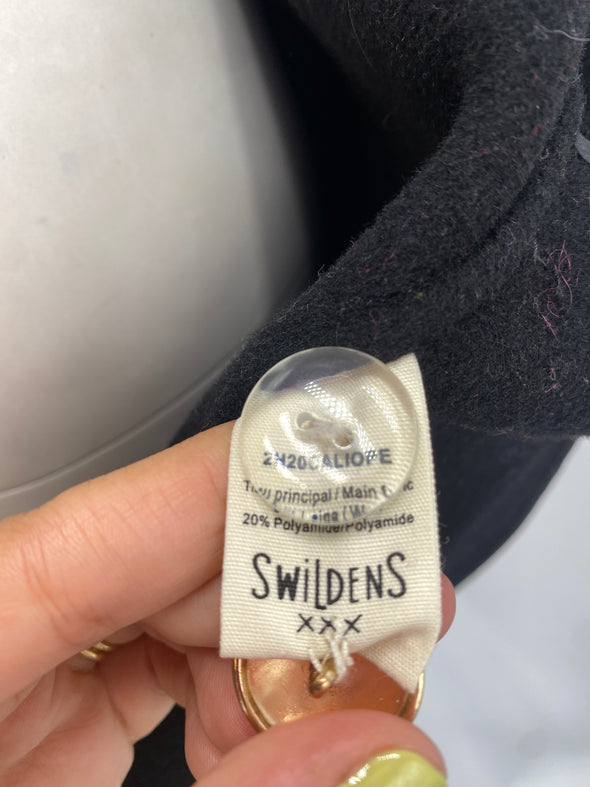 2H20CALIOPE
Tissu principal / Main fabric
20% Polyamide/Polyamide
SWiLDENS
XXX